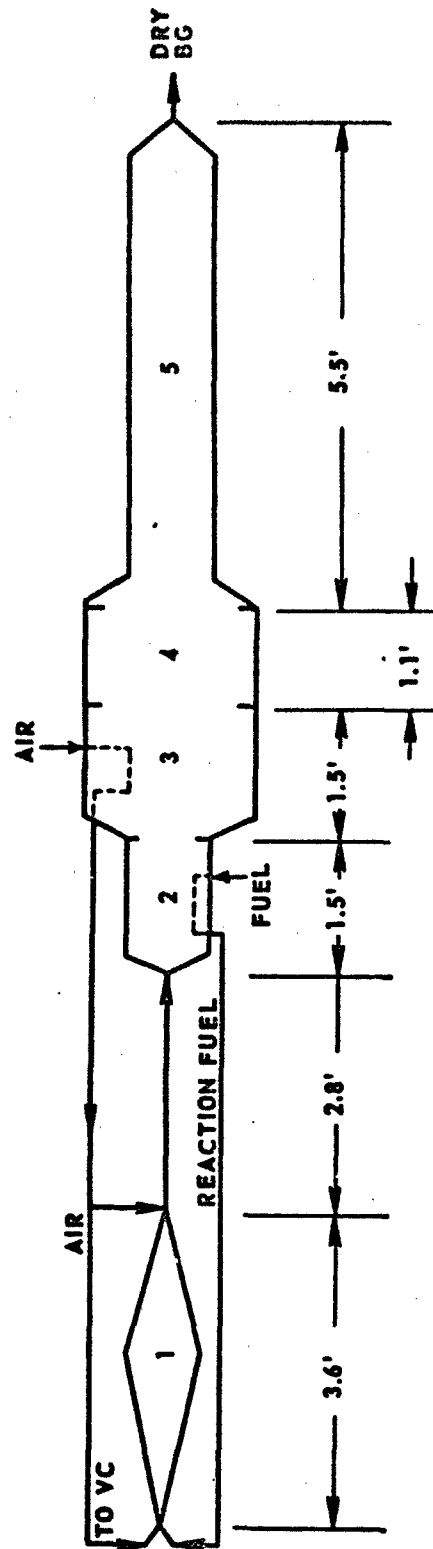 DRY
BG
5
4
3
2
1
AIR
FUEL
REACTION FUEL
AIR
TO VC
5.5'
1.1'
1.5'
1.5'
2.8'
3.6'